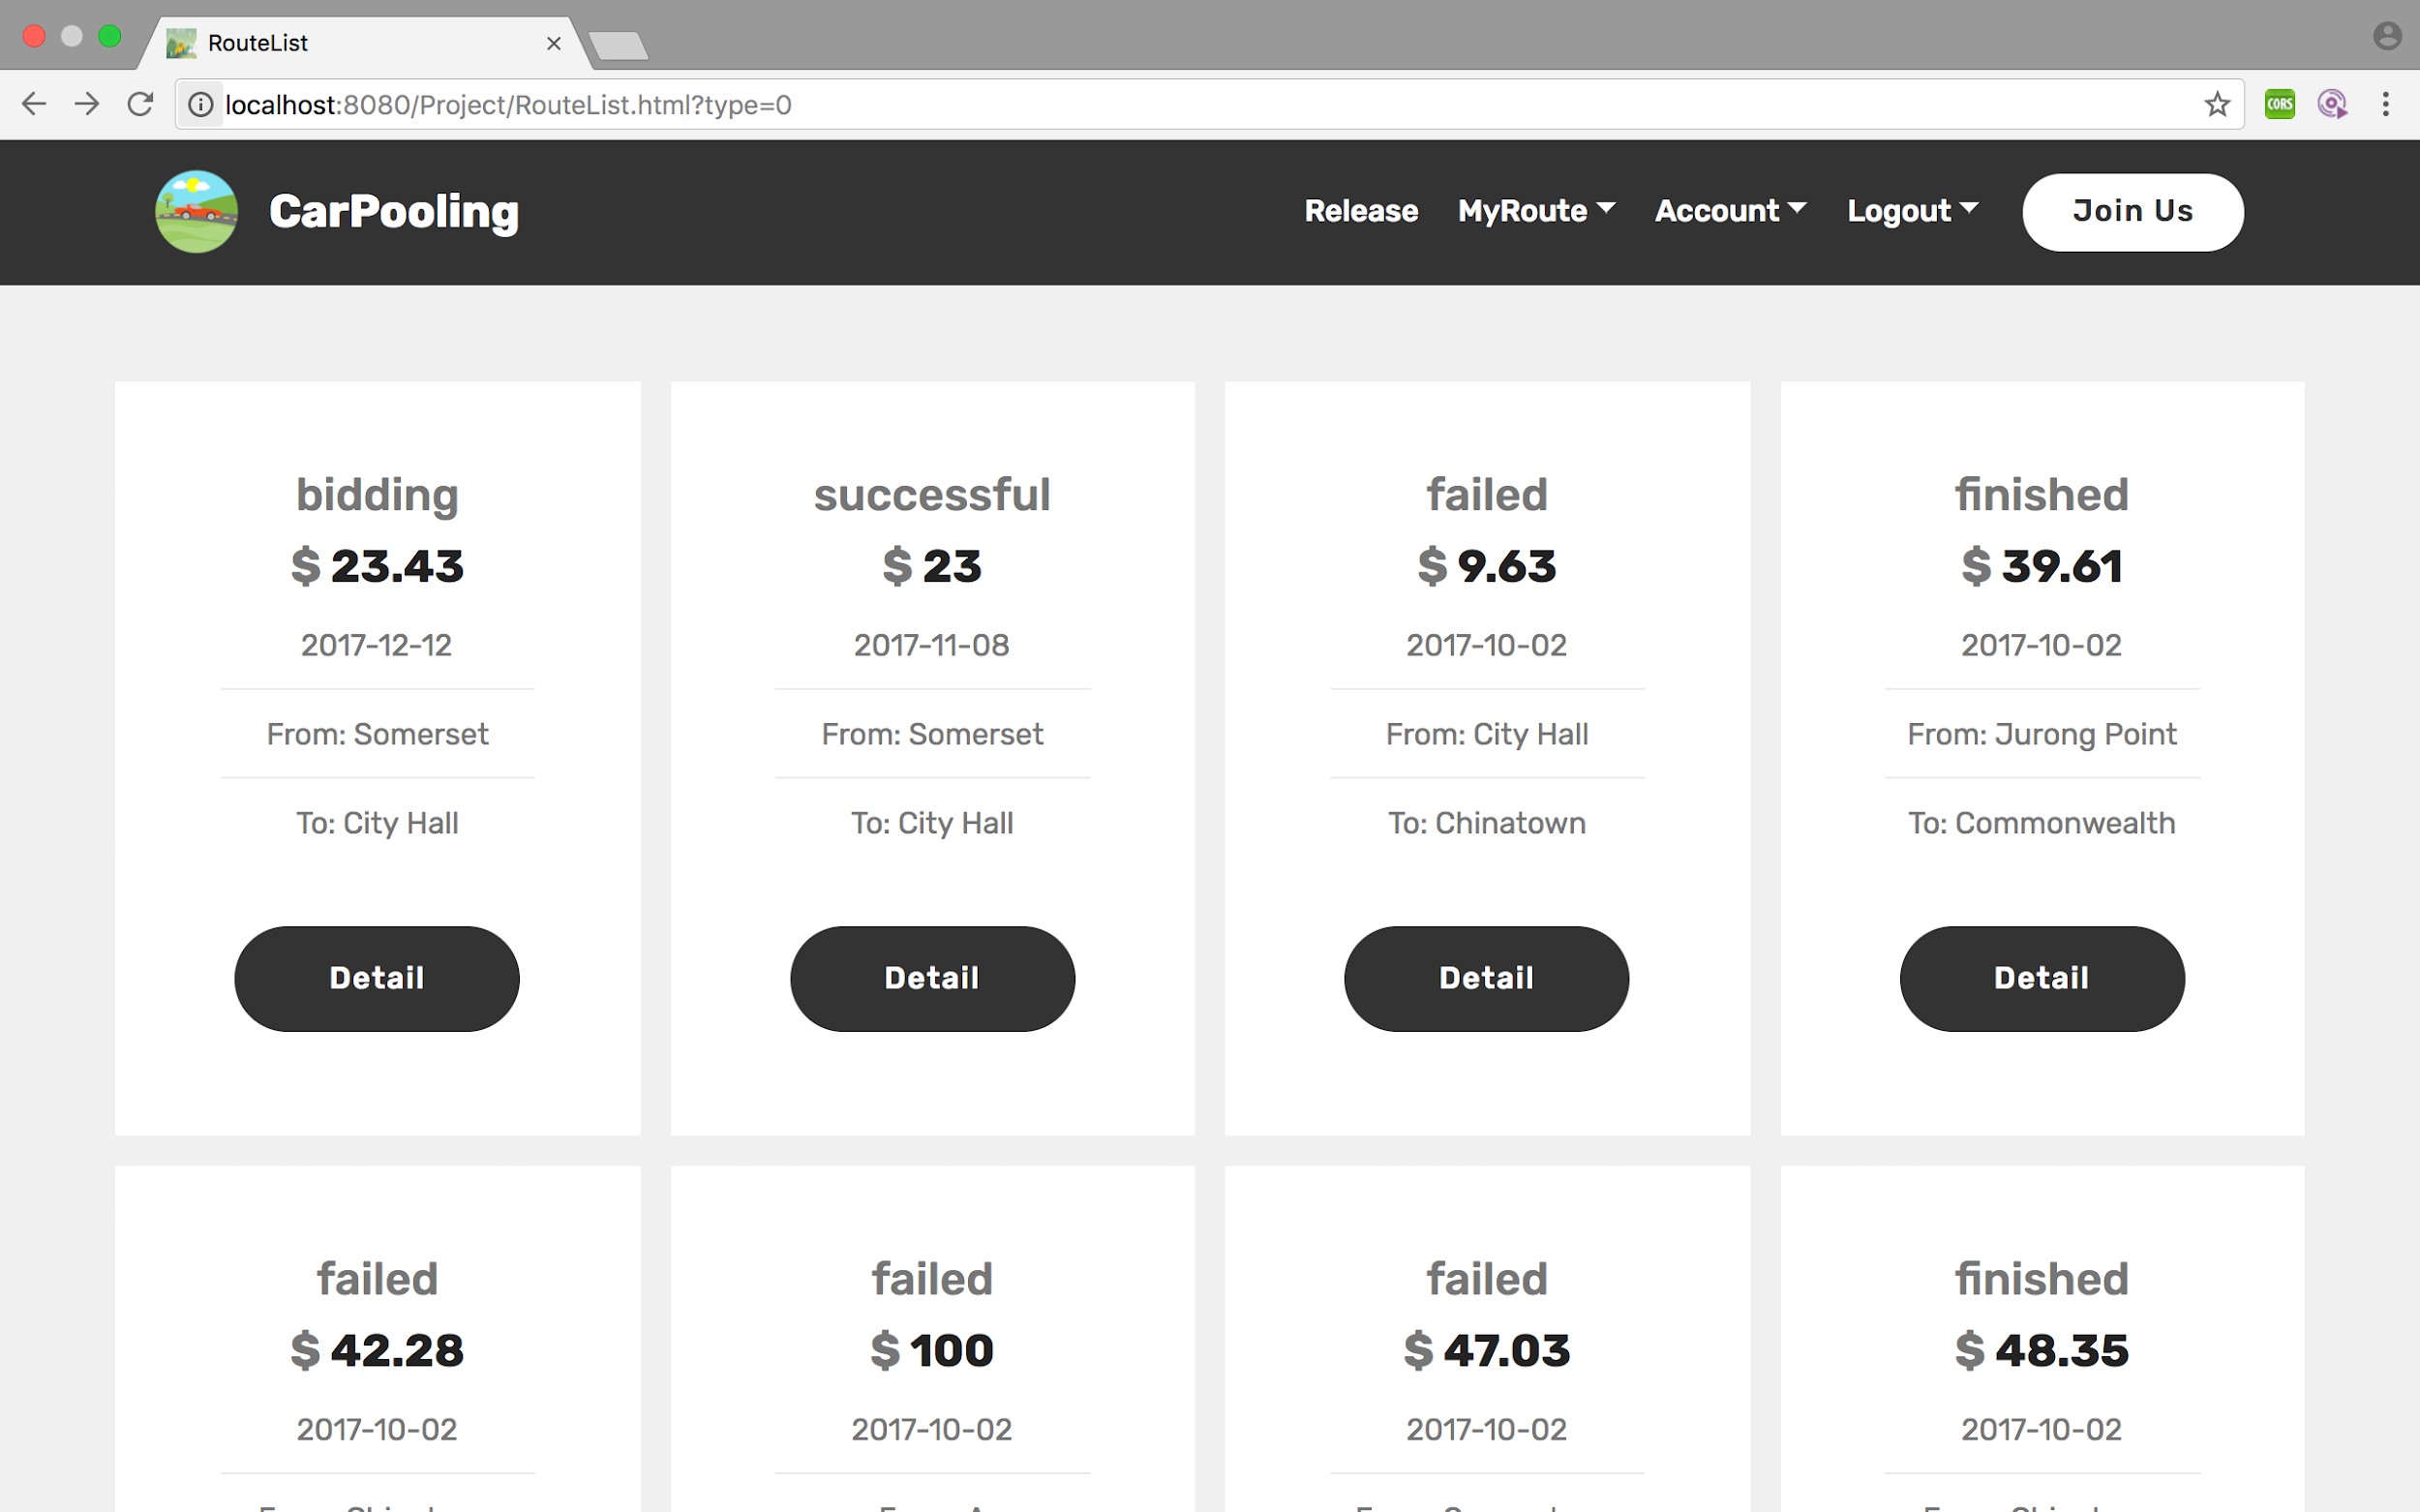 RouteList
localhost:8080/Project/RouteList.html?type=0
CORS
CarPooling
Release MyRoute Account Logout Join Us
bidding
$ 23.43
2017-12-12
From: Somerset
To: City Hall
Detail
successful
$ 23
2017-11-08
From: Somerset
To: City Hall
Detail
failed
$ 9.63
2017-10-02
From: City Hall
To: Chinatown
Detail
finished
$ 39.61
2017-10-02
From: Jurong Point
To: Commonwealth
Detail
failed
$ 42.28
2017-10-02
failed
$ 100
2017-10-02
failed
$ 47.03
2017-10-02
finished
$ 48.35
2017-10-02